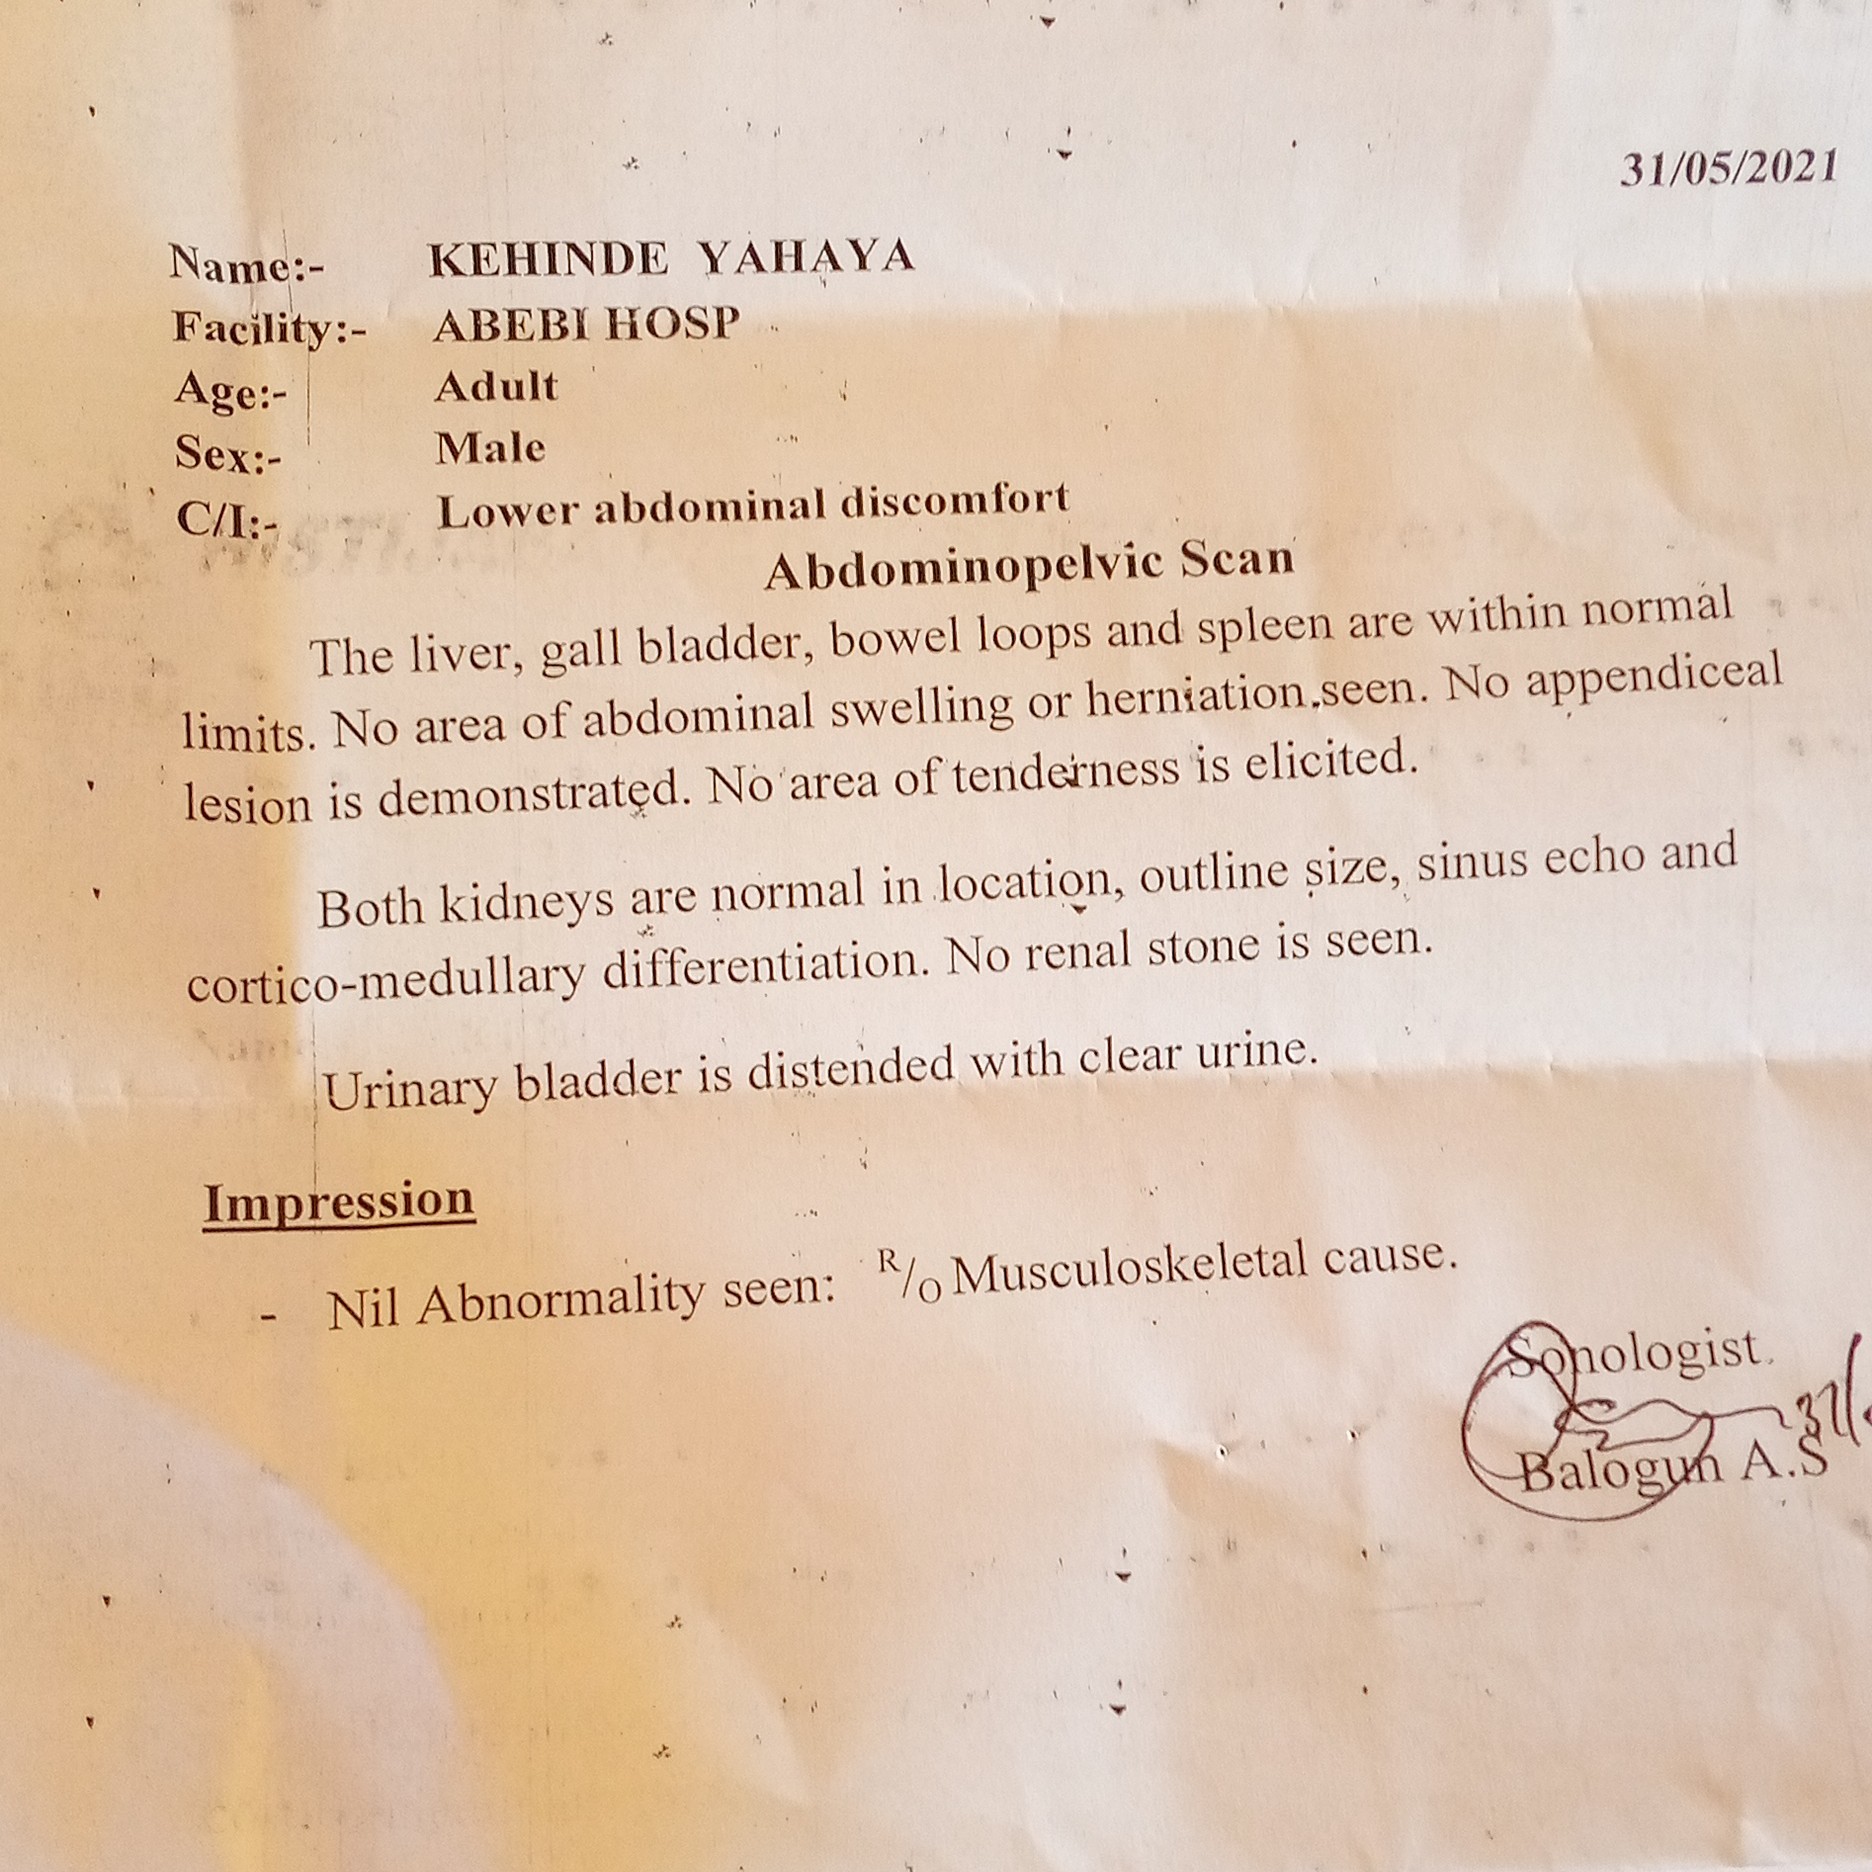 31/05/2021
Name:- KEHINDE YAHAYA
Facility:- ABEBI HOSP
Age:- Adult
Sex:- Male
C/I:- Lower abdominal discomfort
Abdominopelvic Scan
The liver, gall bladder, bowel loops and spleen are within normal
limits. No area of abdominal swelling or herniation seen. No appendiceal
lesion is demonstrated. No area of tenderness is elicited.
Both kidneys are normal in location, outline size, sinus echo and
cortico-medullary differentiation. No renal stone is seen.
Urinary bladder is distended with clear urine.
Impression
- Nil Abnormality seen: R/O Musculoskeletal cause.
Sonologist.
Balogun A.S